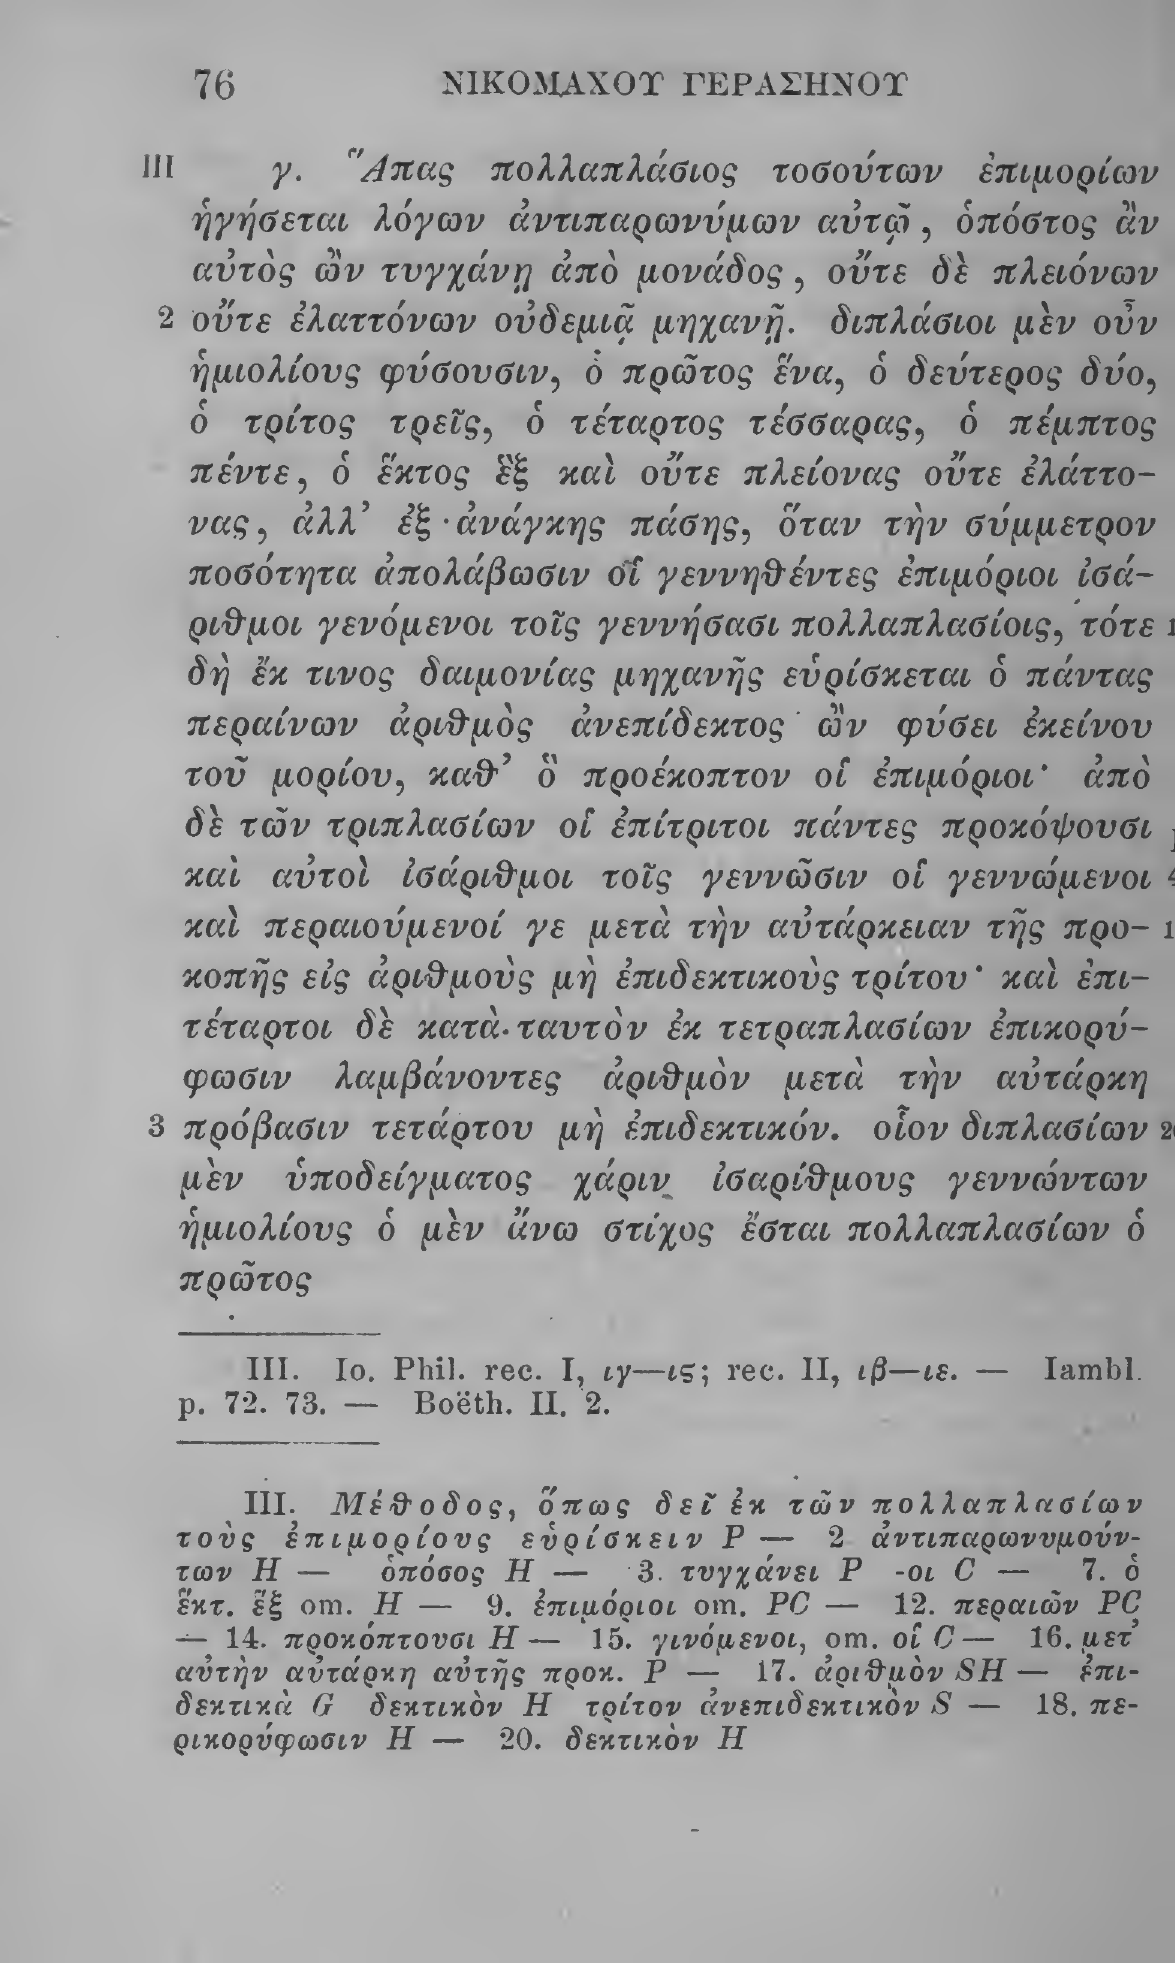 76 ΝΙΚΟΜΑΧΟΥ ΓΕΡΑΣΗΝΟΥ
III γ. Ἅπας πολλαπλάσιος τοσούτων ἐπιμορίων
ἡγήσεται λόγων ἀντιπαρωνύμων αὐτῷ, ὁπόστος ἂν
αὐτὸς ὢν τυγχάνῃ ἀπὸ μονάδος, οὔτε δὲ πλειόνων
2 οὔτε ἐλαττόνων οὐδεμιᾷ μηχανῇ. διπλάσιοι μὲν οὖν
ἡμιολίους φύσουσιν, ὁ πρῶτος ἕνα, ὁ δεύτερος δύο,
ὁ τρίτος τρεῖς, ὁ τέταρτος τέσσαρας, ὁ πέμπτος
πέντε, ὁ ἕκτος ἓξ καὶ οὔτε πλείονας οὔτε ἐλάττο-
νας, ἀλλ’ ἐξ ἀνάγκης πάσης, ὅταν τὴν σύμμετρον
ποσότητα ἀπολάβωσιν οἱ γεννηθέντες ἐπιμόριοι ἰσά-
ριθμοι γενόμενοι τοῖς γεννήσασι πολλαπλασίοις, τότε
δὴ ἔκ τινος δαιμονίας μηχανῆς εὑρίσκεται ὁ πάντας
περαίνων ἀριθμὸς ἀνεπίδεκτος ὢν φύσει ἐκείνου
τοῦ μορίου, καθ’ ὃ προέκοπτον οἱ ἐπιμόριοι· ἀπὸ
δὲ τῶν τριπλασίων οἱ ἐπίτριτοι πάντες προκόψουσι
καὶ αὐτοὶ ἰσάριθμοι τοῖς γεννῶσιν οἱ γεννώμενοι
καὶ περαιούμενοί γε μετὰ τὴν αὐτάρκειαν τῆς προ-
κοπῆς εἰς ἀριθμοὺς μὴ ἐπιδεκτικοὺς τρίτου· καὶ ἐπι-
τέταρτοι δὲ κατὰ ταυτὸν ἐκ τετραπλασίων ἐπικορύ-
φωσιν λαμβάνοντες ἀριθμὸν μετὰ τὴν αὐτάρκη
3 πρόβασιν τετάρτου μὴ ἐπιδεκτικόν. οἷον διπλασίων
μὲν ὑποδείγματος χάριν ἰσαρίθμους γεννώντων
ἡμιολίους ὁ μὲν ἄνω στίχος ἔσται πολλαπλασίων ὁ
πρῶτος
III. Io. Phil. rec. I, ιγ—ις; rec. II, ιβ—ιε. — Iambl.
p. 72. 73. — Boëth. II. 2.
III. Μέθοδος, ὅπως δεῖ ἐκ τῶν πολλαπλασίων
τοὺς ἐπιμορίους εὑρίσκειν P — 2 ἀντιπαρωνυμούν-
των H — ὁπόσος H — 3. τυγχάνει P -οι C — 7. ὁ
ἕκτ. ἓξ om. H — 9. ἐπιμόριοι om. PC — 12. περαιῶν PC
— 14. προκόπτουσι H — 15. γινόμενοι, om. οἱ C — 16. μετ’
αὐτὴν αὐτάρκη αὐτῆς προκ. P — 17. ἀριθμὸν SH — ἐπι-
δεκτικὰ G δεκτικὸν H τρίτον ἀνεπιδεκτικὸν S — 18. πε-
ρικορύφωσιν H — 20. δεκτικὸν H